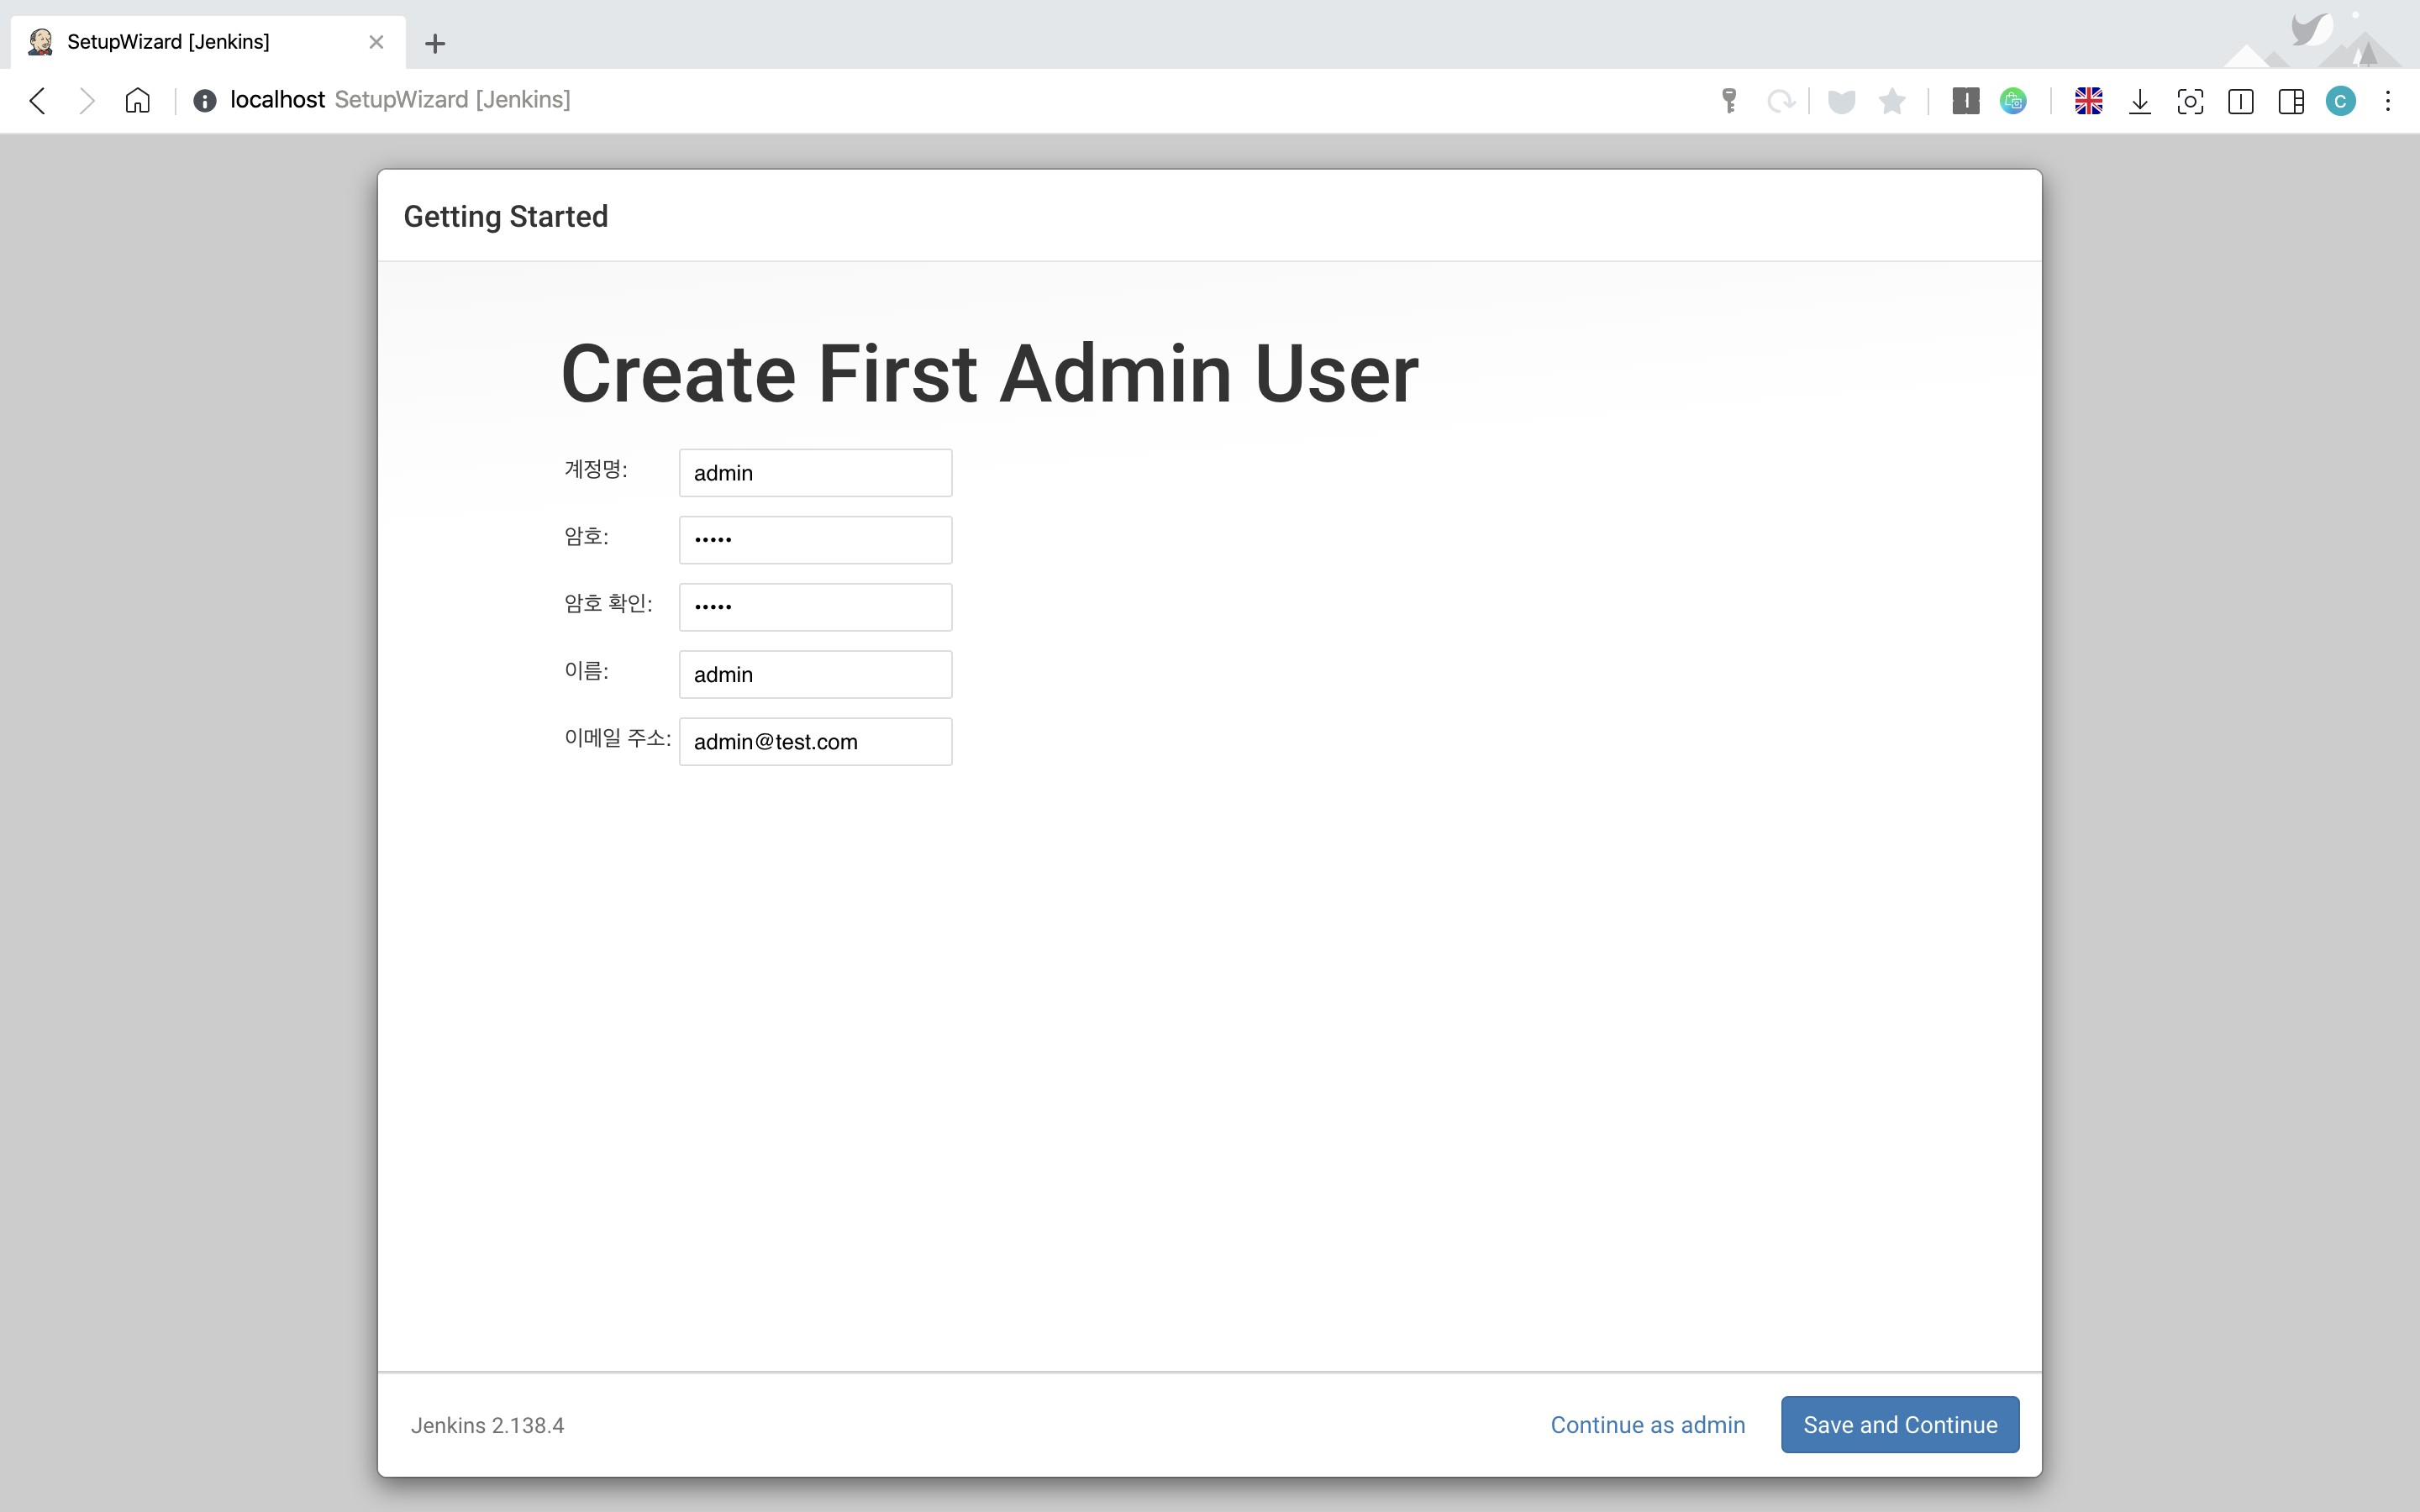 SetupWizard [Jenkins]
localhost SetupWizard [Jenkins]
C
Getting Started
Create First Admin User
계정명: admin
암호: •••••
암호 확인: •••••
이름: admin
이메일 주소: admin@test.com
Jenkins 2.138.4
Continue as admin
Save and Continue